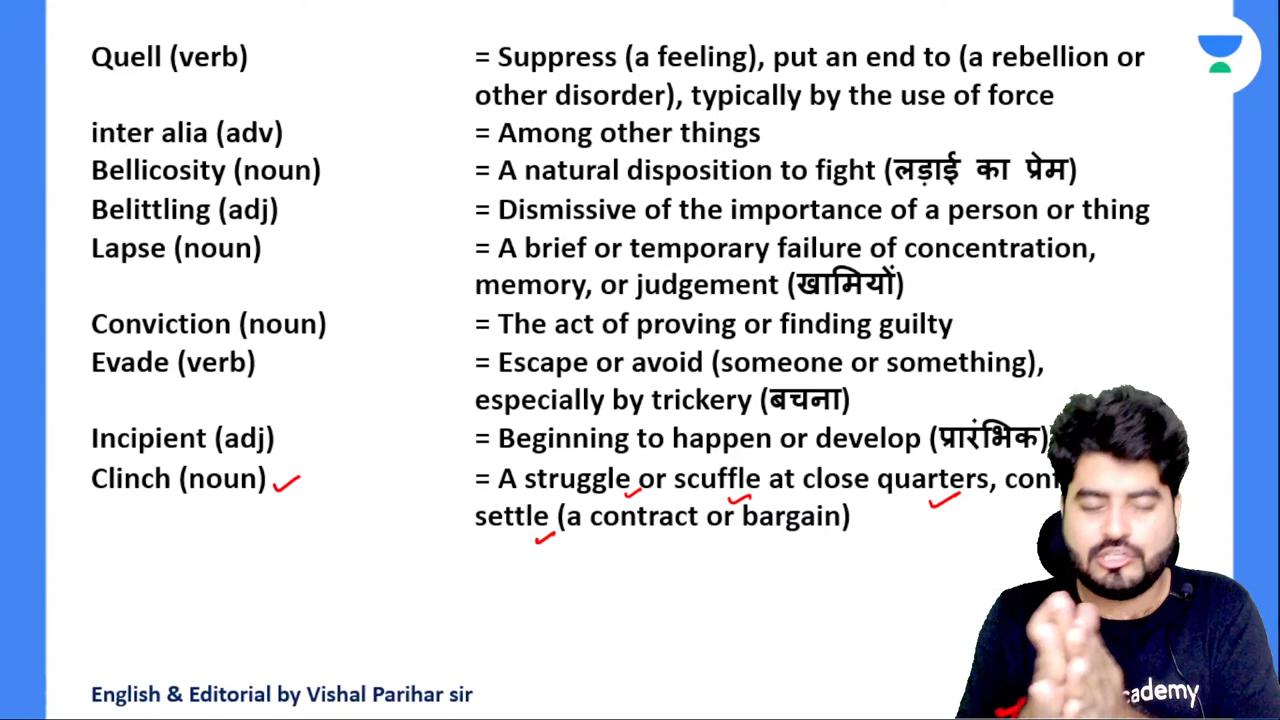 Quell (verb) = Suppress (a feeling), put an end to (a rebellion or
other disorder), typically by the use of force
inter alia (adv) = Among other things
Bellicosity (noun) = A natural disposition to fight (लड़ाई का प्रेम)
Belittling (adj) = Dismissive of the importance of a person or thing
Lapse (noun) = A brief or temporary failure of concentration,
memory, or judgement (खामियों)
Conviction (noun) = The act of proving or finding guilty
Evade (verb) = Escape or avoid (someone or something),
especially by trickery (बचना)
Incipient (adj) = Beginning to happen or develop (प्रारंभिक)
Clinch (noun) = A struggle or scuffle at close quarters,
settle (a contract or bargain)
English & Editorial by Vishal Parihar sir